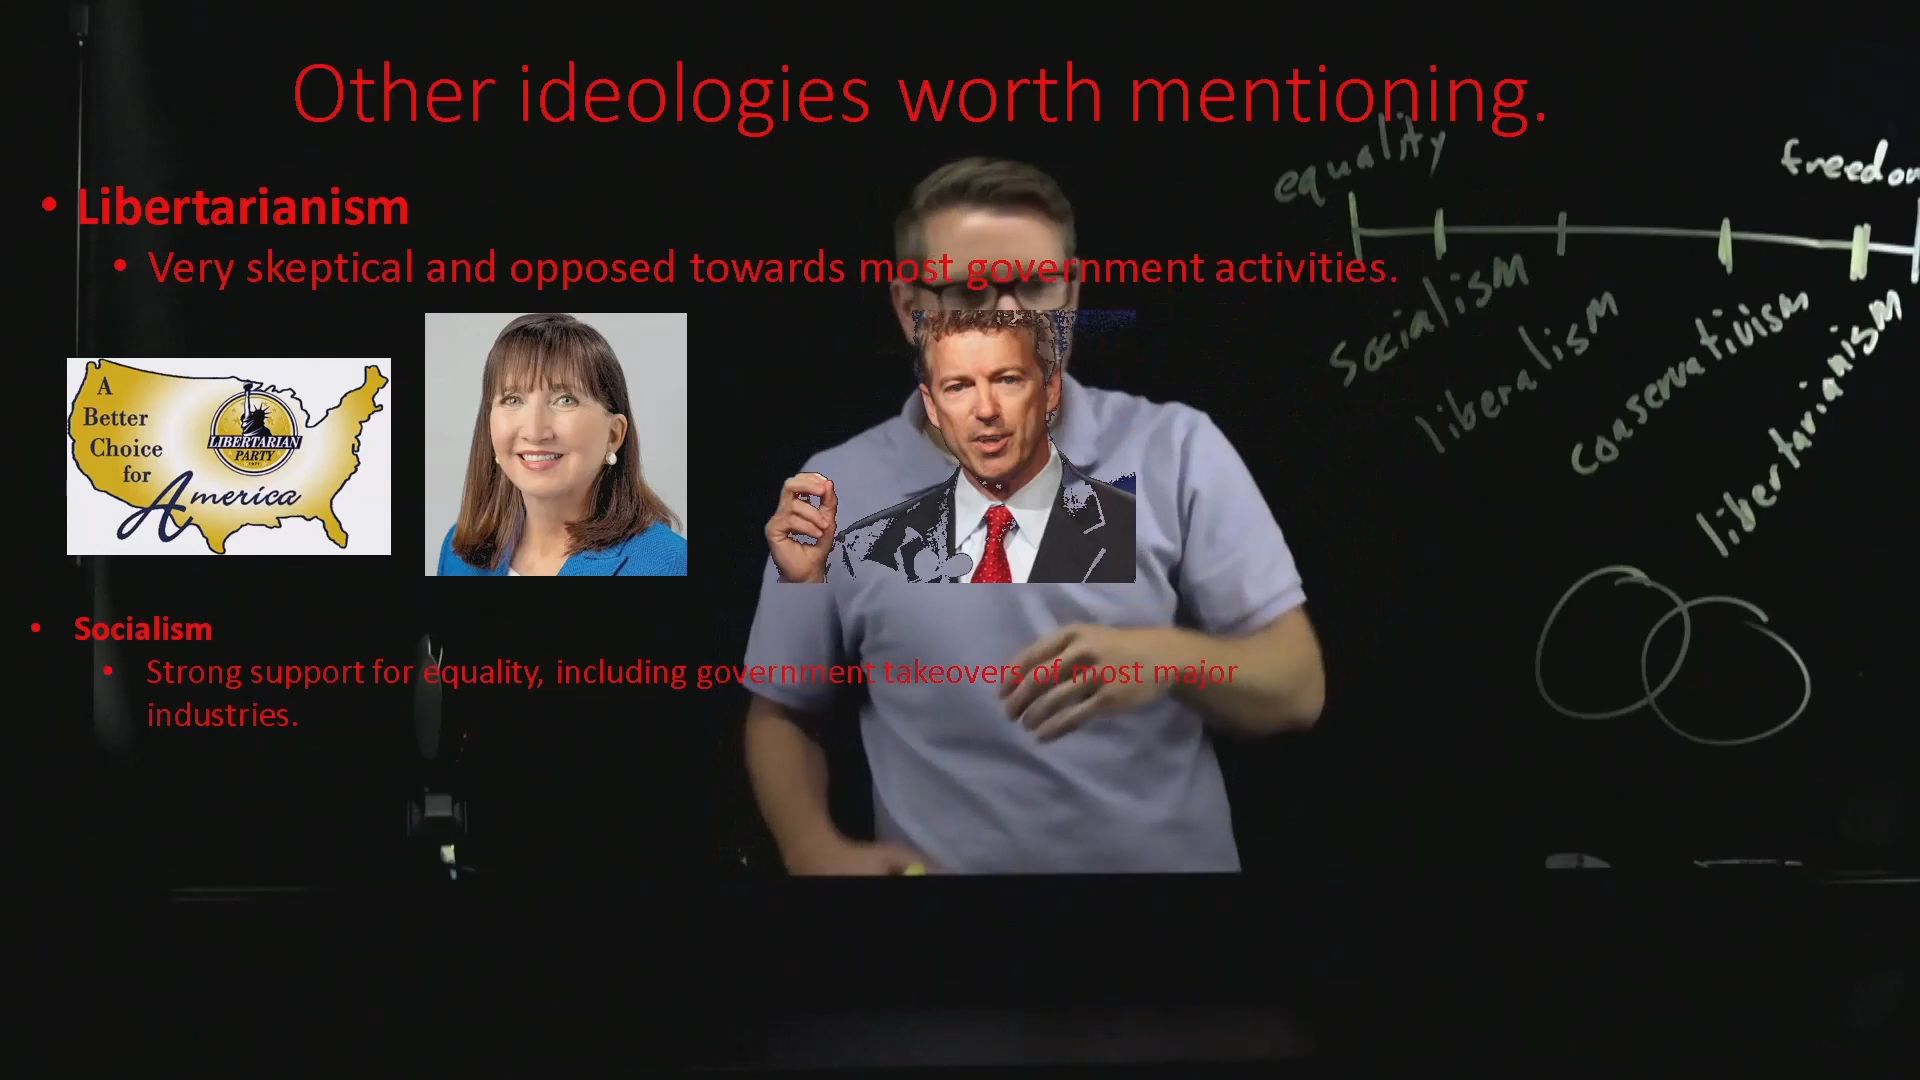 Other ideologies worth mentioning.
• Libertarianism
• Very skeptical and opposed towards most government activities.
A
Better
Choice
for
America
LIBERTARIAN
PARTY
• Socialism
• Strong support for equality, including government takeovers of most major
industries.
equality
freedom
socialism
liberalism
conservativism
libertarianism